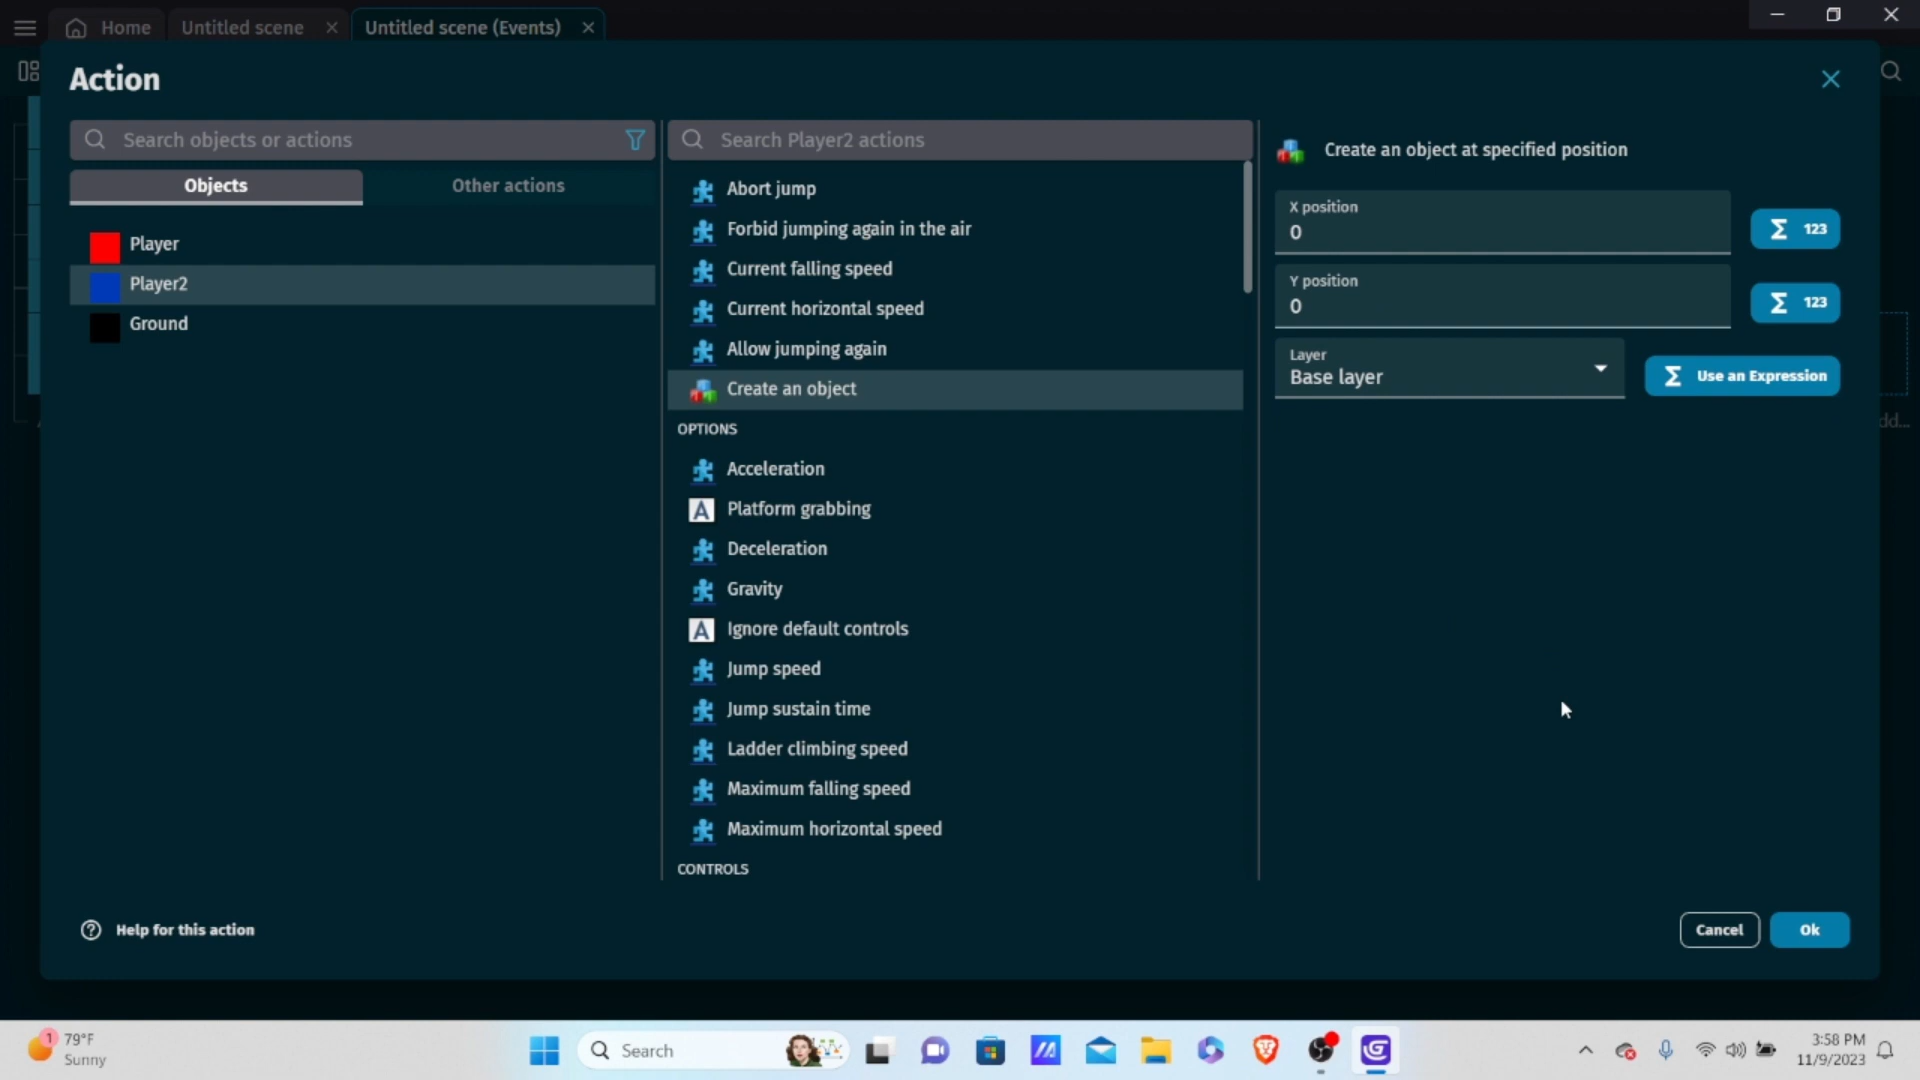 Home
Untitled scene
Untitled scene (Events)
Action
Search objects or actions
Objects
Other actions
Player
Player2
Ground
Search Player2 actions
Abort jump
Forbid jumping again in the air
Current falling speed
Current horizontal speed
Allow jumping again
Create an object
OPTIONS
Acceleration
A Platform grabbing
Deceleration
Gravity
A Ignore default controls
Jump speed
Jump sustain time
Ladder climbing speed
Maximum falling speed
Maximum horizontal speed
CONTROLS
Create an object at specified position
X position
0
Σ 123
Y position
0
Σ 123
Layer
Base layer
Σ Use an Expression
dd...
Help for this action
Cancel
Ok
1
79°F
Sunny
Search
3:58 PM
11/9/2023